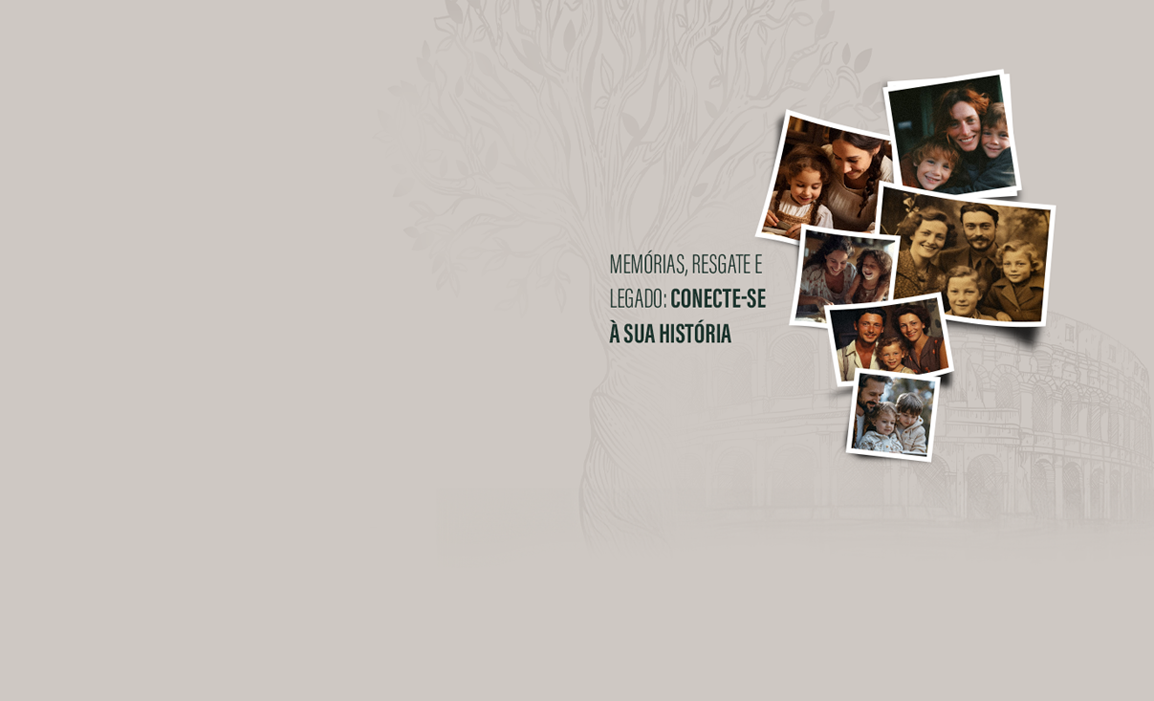 MEMÓRIAS, RESGATE E
LEGADO: CONECTE-SE
À SUA HISTÓRIA